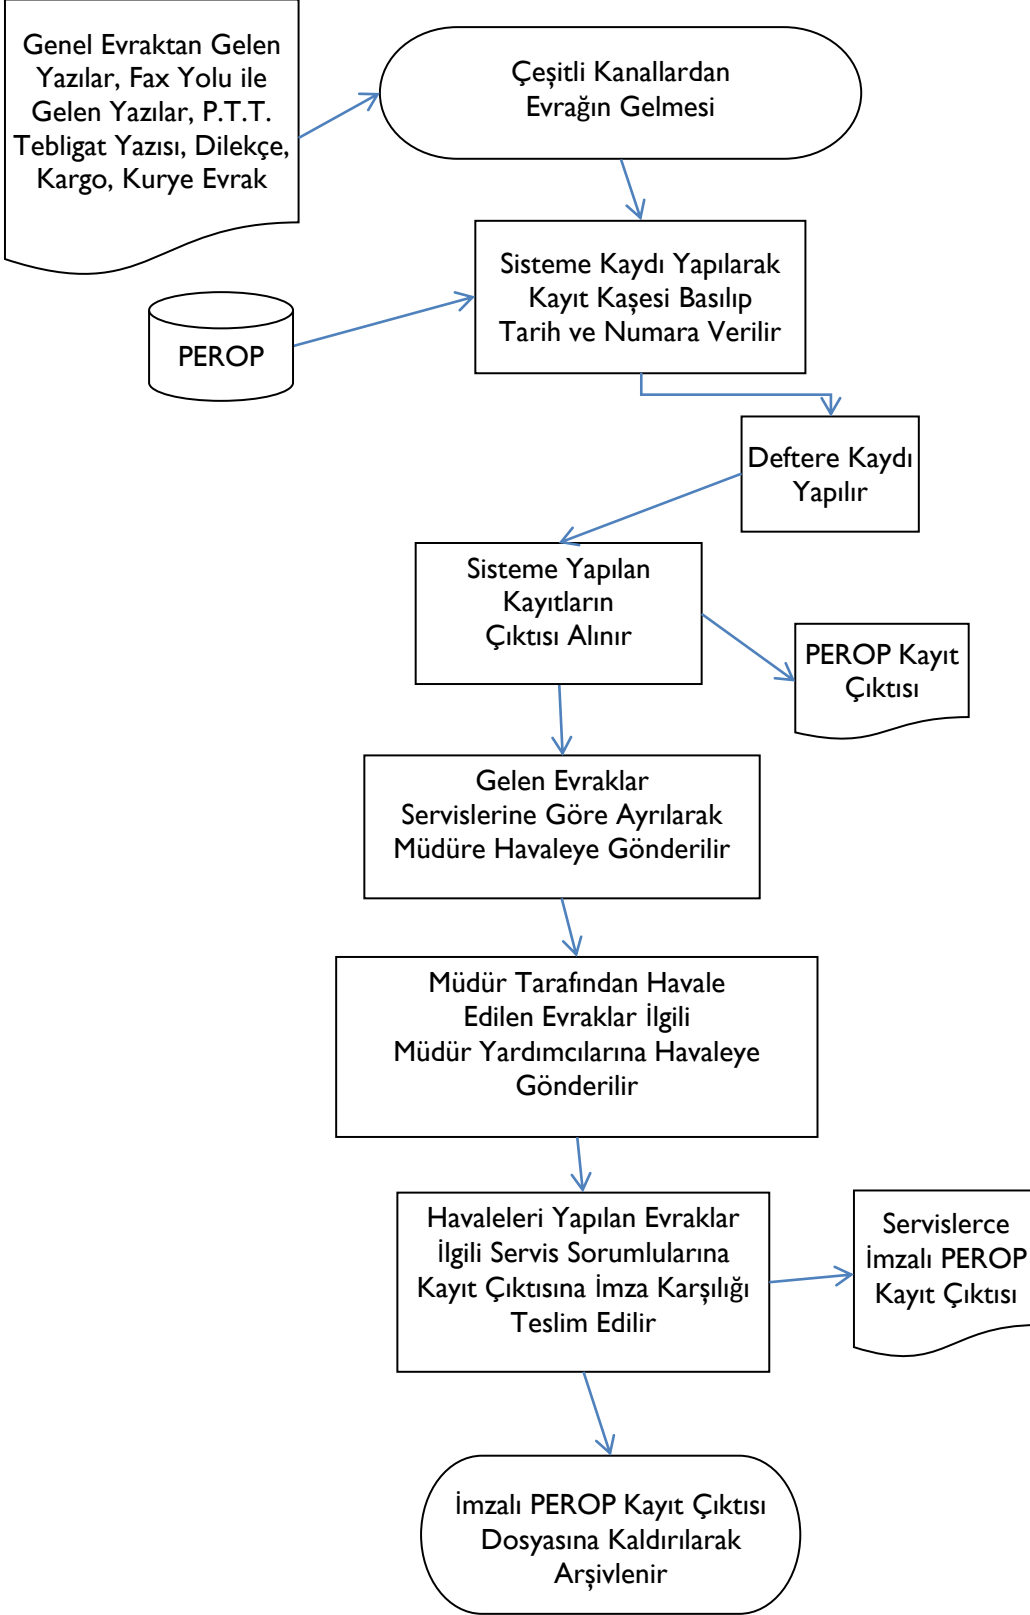 Genel Evraktan Gelen
Yazılar, Fax Yolu ile
Gelen Yazılar, P.T.T.
Tebligat Yazısı, Dilekçe,
Kargo, Kurye Evrak
Çeşitli Kanallardan
Evrağın Gelmesi
Sisteme Kaydı Yapılarak
Kayıt Kaşesi Basılıp
Tarih ve Numara Verilir
PEROP
Deftere Kaydı
Yapılır
Sisteme Yapılan
Kayıtların
Çıktısı Alınır
PEROP Kayıt
Çıktısı
Gelen Evraklar
Servislerine Göre Ayrılarak
Müdüre Havaleye Gönderilir
Müdür Tarafından Havale
Edilen Evraklar İlgili
Müdür Yardımcılarına Havaleye
Gönderilir
Havaleleri Yapılan Evraklar
İlgili Servis Sorumlularına
Kayıt Çıktısına İmza Karşılığı
Teslim Edilir
Servislerce
İmzalı PEROP
Kayıt Çıktısı
İmzalı PEROP Kayıt Çıktısı
Dosyasına Kaldırılarak
Arşivlenir